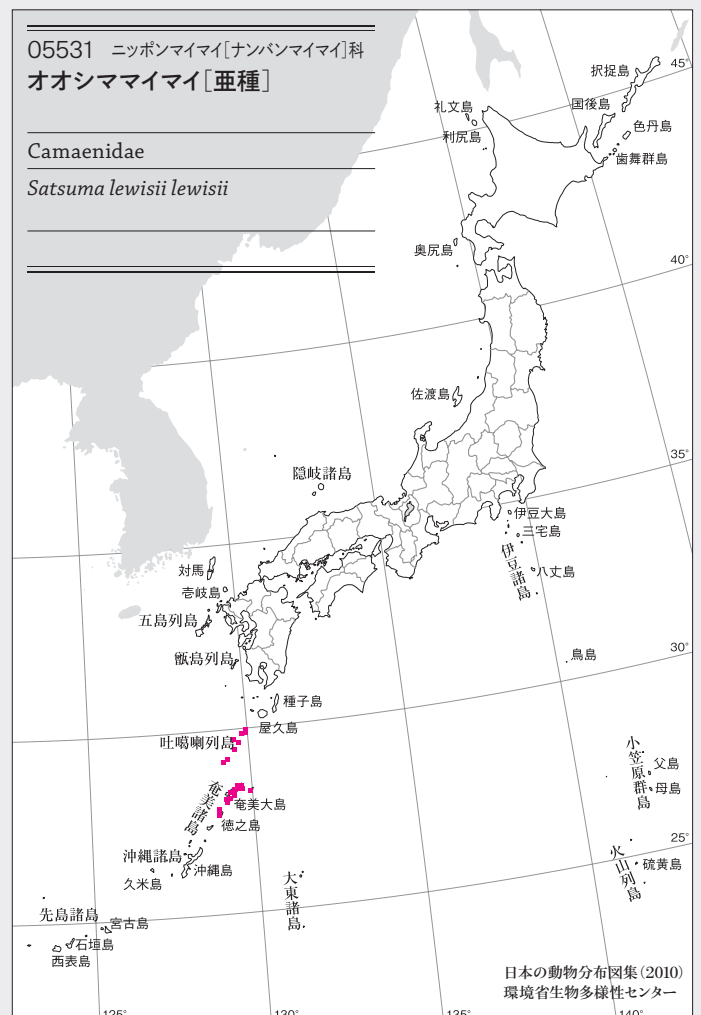 05531 ニッポンマイマイ［ナンバンマイマイ］科
オオシママイマイ［亜種］
Camaenidae
Satsuma lewisii lewisii
択捉島
45°
礼文島
国後島
利尻島
色丹島
歯舞群島
奥尻島
40°
佐渡島
35°
隠岐諸島
伊豆大島
三宅島
伊豆諸島
八丈島
対馬
壱岐島
五島列島
甑島列島
鳥島
30°
種子島
屋久島
吐噶喇列島
小笠原群島
父島
母島
奄美諸島
奄美大島
徳之島
25°
沖縄諸島
沖縄島
久米島
火山列島
硫黄島
大東諸島
先島諸島
宮古島
石垣島
西表島
日本の動物分布図集（2010）
環境省生物多様性センター
125°
130°
135°
140°